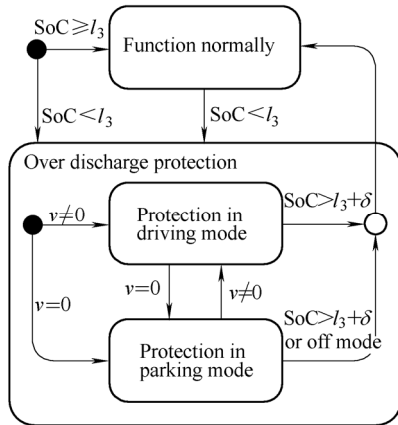 SoC≥l₃
Function normally
SoC<l₃
SoC<l₃
Over discharge protection
v≠0
Protection in
driving mode
SoC>l₃+δ
v=0
v=0
v≠0
Protection in
parking mode
SoC>l₃+δ
or off mode